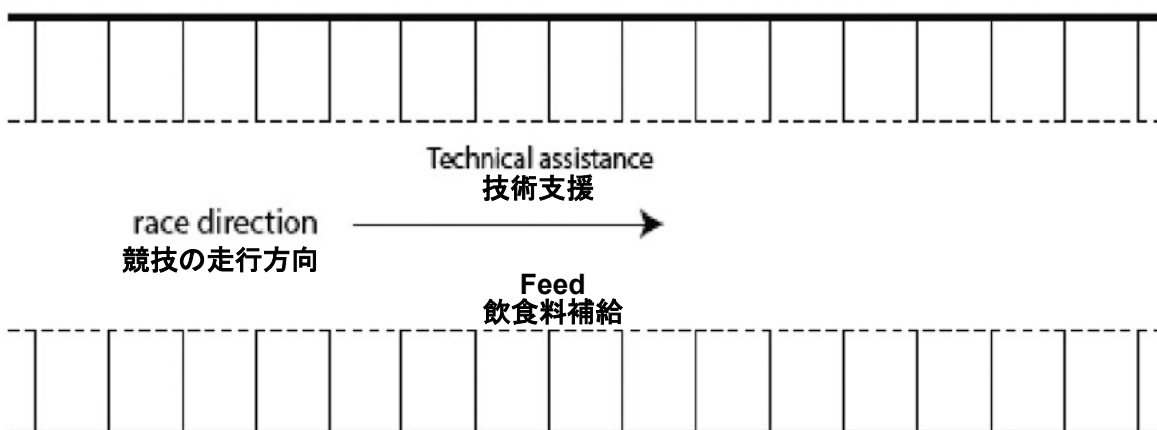 Technical assistance
技術支援
race direction
競技の走行方向
Feed
飲食料補給